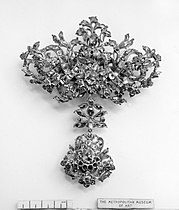 THE METROPOLITAN MUSEUM
OF ART